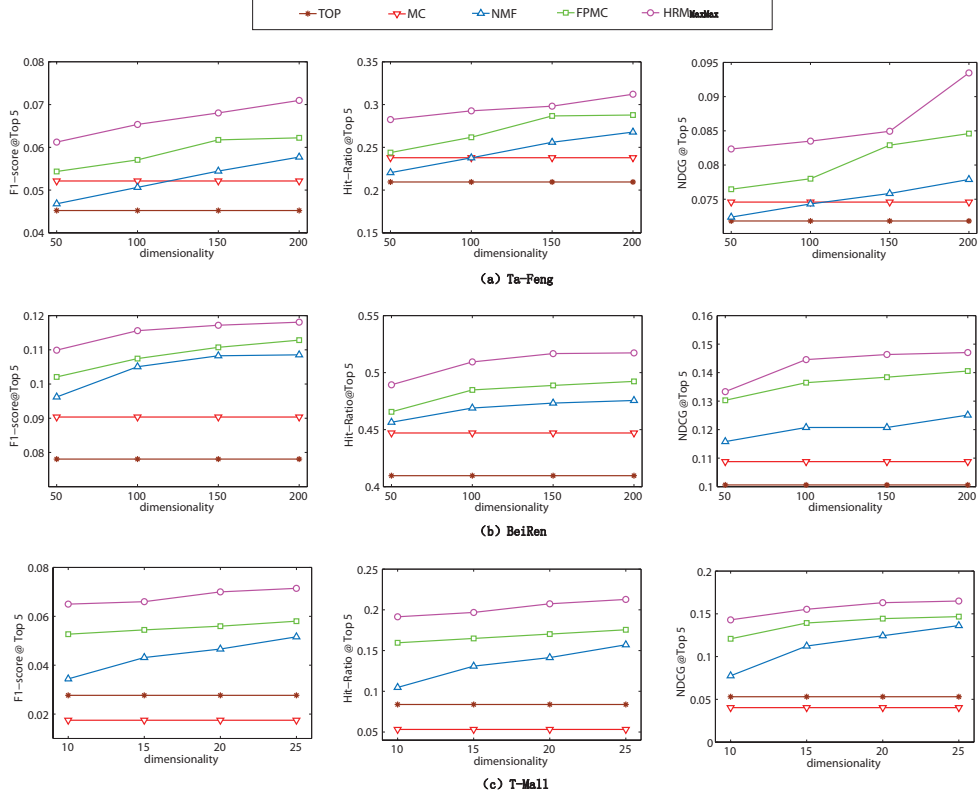 TOP MC NMF FPMC HRMMaxMax
F1−score @Top 5
0.08
0.07
0.06
0.05
0.04
50 100 150 200
dimensionality
Hit−Ratio @Top 5
0.35
0.3
0.25
0.2
0.15
50 100 150 200
dimensionality
NDCG @ Top 5
0.095
0.09
0.085
0.08
0.075
50 100 150 200
dimensionality
(a) Ta-Feng
F1−score@Top 5
0.12
0.11
0.1
0.09
0.08
50 100 150 200
dimensionality
Hit−Ratio@Top 5
0.55
0.5
0.45
0.4
50 100 150 200
dimensionality
NDCG @Top 5
0.16
0.15
0.14
0.13
0.12
0.11
0.1
50 100 150 200
dimensionality
(b) BeiRen
F1−score @ Top 5
0.08
0.06
0.04
0.02
10 15 20 25
dimensionality
Hit−Ratio @ Top 5
0.25
0.2
0.15
0.1
0.05
10 15 20 25
dimensionality
NDCG @Top 5
0.2
0.15
0.1
0.05
0
10 15 20 25
dimensionality
(c) T-Mall